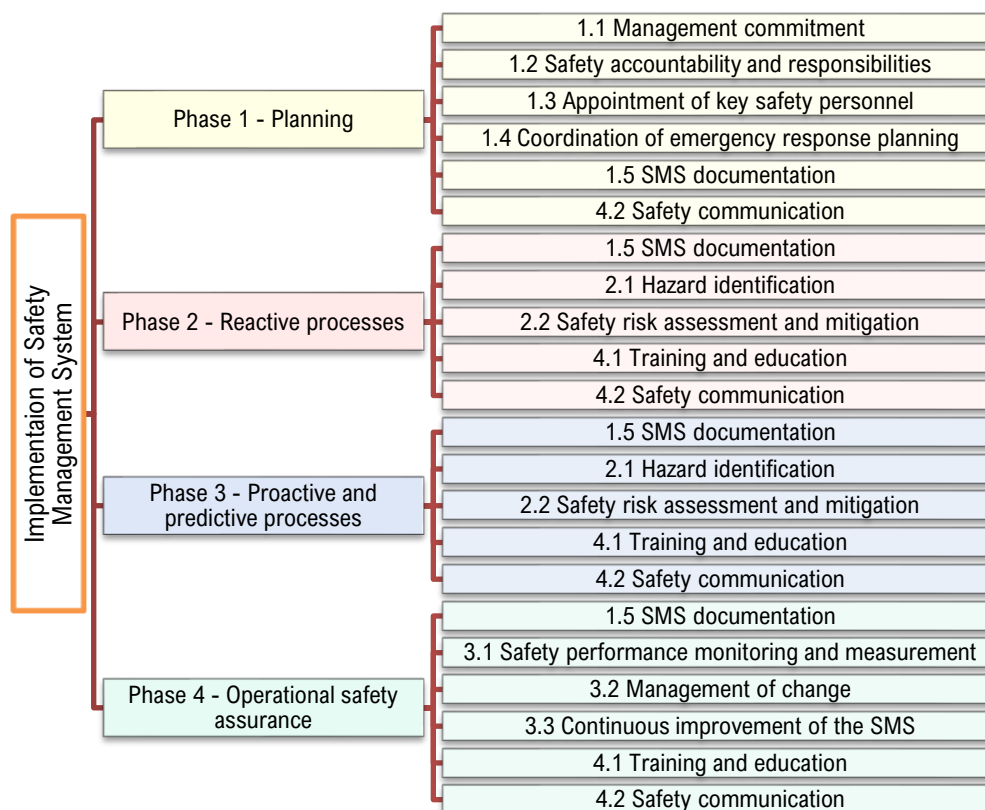 Implementaion of Safety
Management System
Phase 1 - Planning
1.1 Management commitment
1.2 Safety accountability and responsibilities
1.3 Appointment of key safety personnel
1.4 Coordination of emergency response planning
1.5 SMS documentation
4.2 Safety communication
Phase 2 - Reactive processes
1.5 SMS documentation
2.1 Hazard identification
2.2 Safety risk assessment and mitigation
4.1 Training and education
4.2 Safety communication
Phase 3 - Proactive and
predictive processes
1.5 SMS documentation
2.1 Hazard identification
2.2 Safety risk assessment and mitigation
4.1 Training and education
4.2 Safety communication
Phase 4 - Operational safety
assurance
1.5 SMS documentation
3.1 Safety performance monitoring and measurement
3.2 Management of change
3.3 Continuous improvement of the SMS
4.1 Training and education
4.2 Safety communication